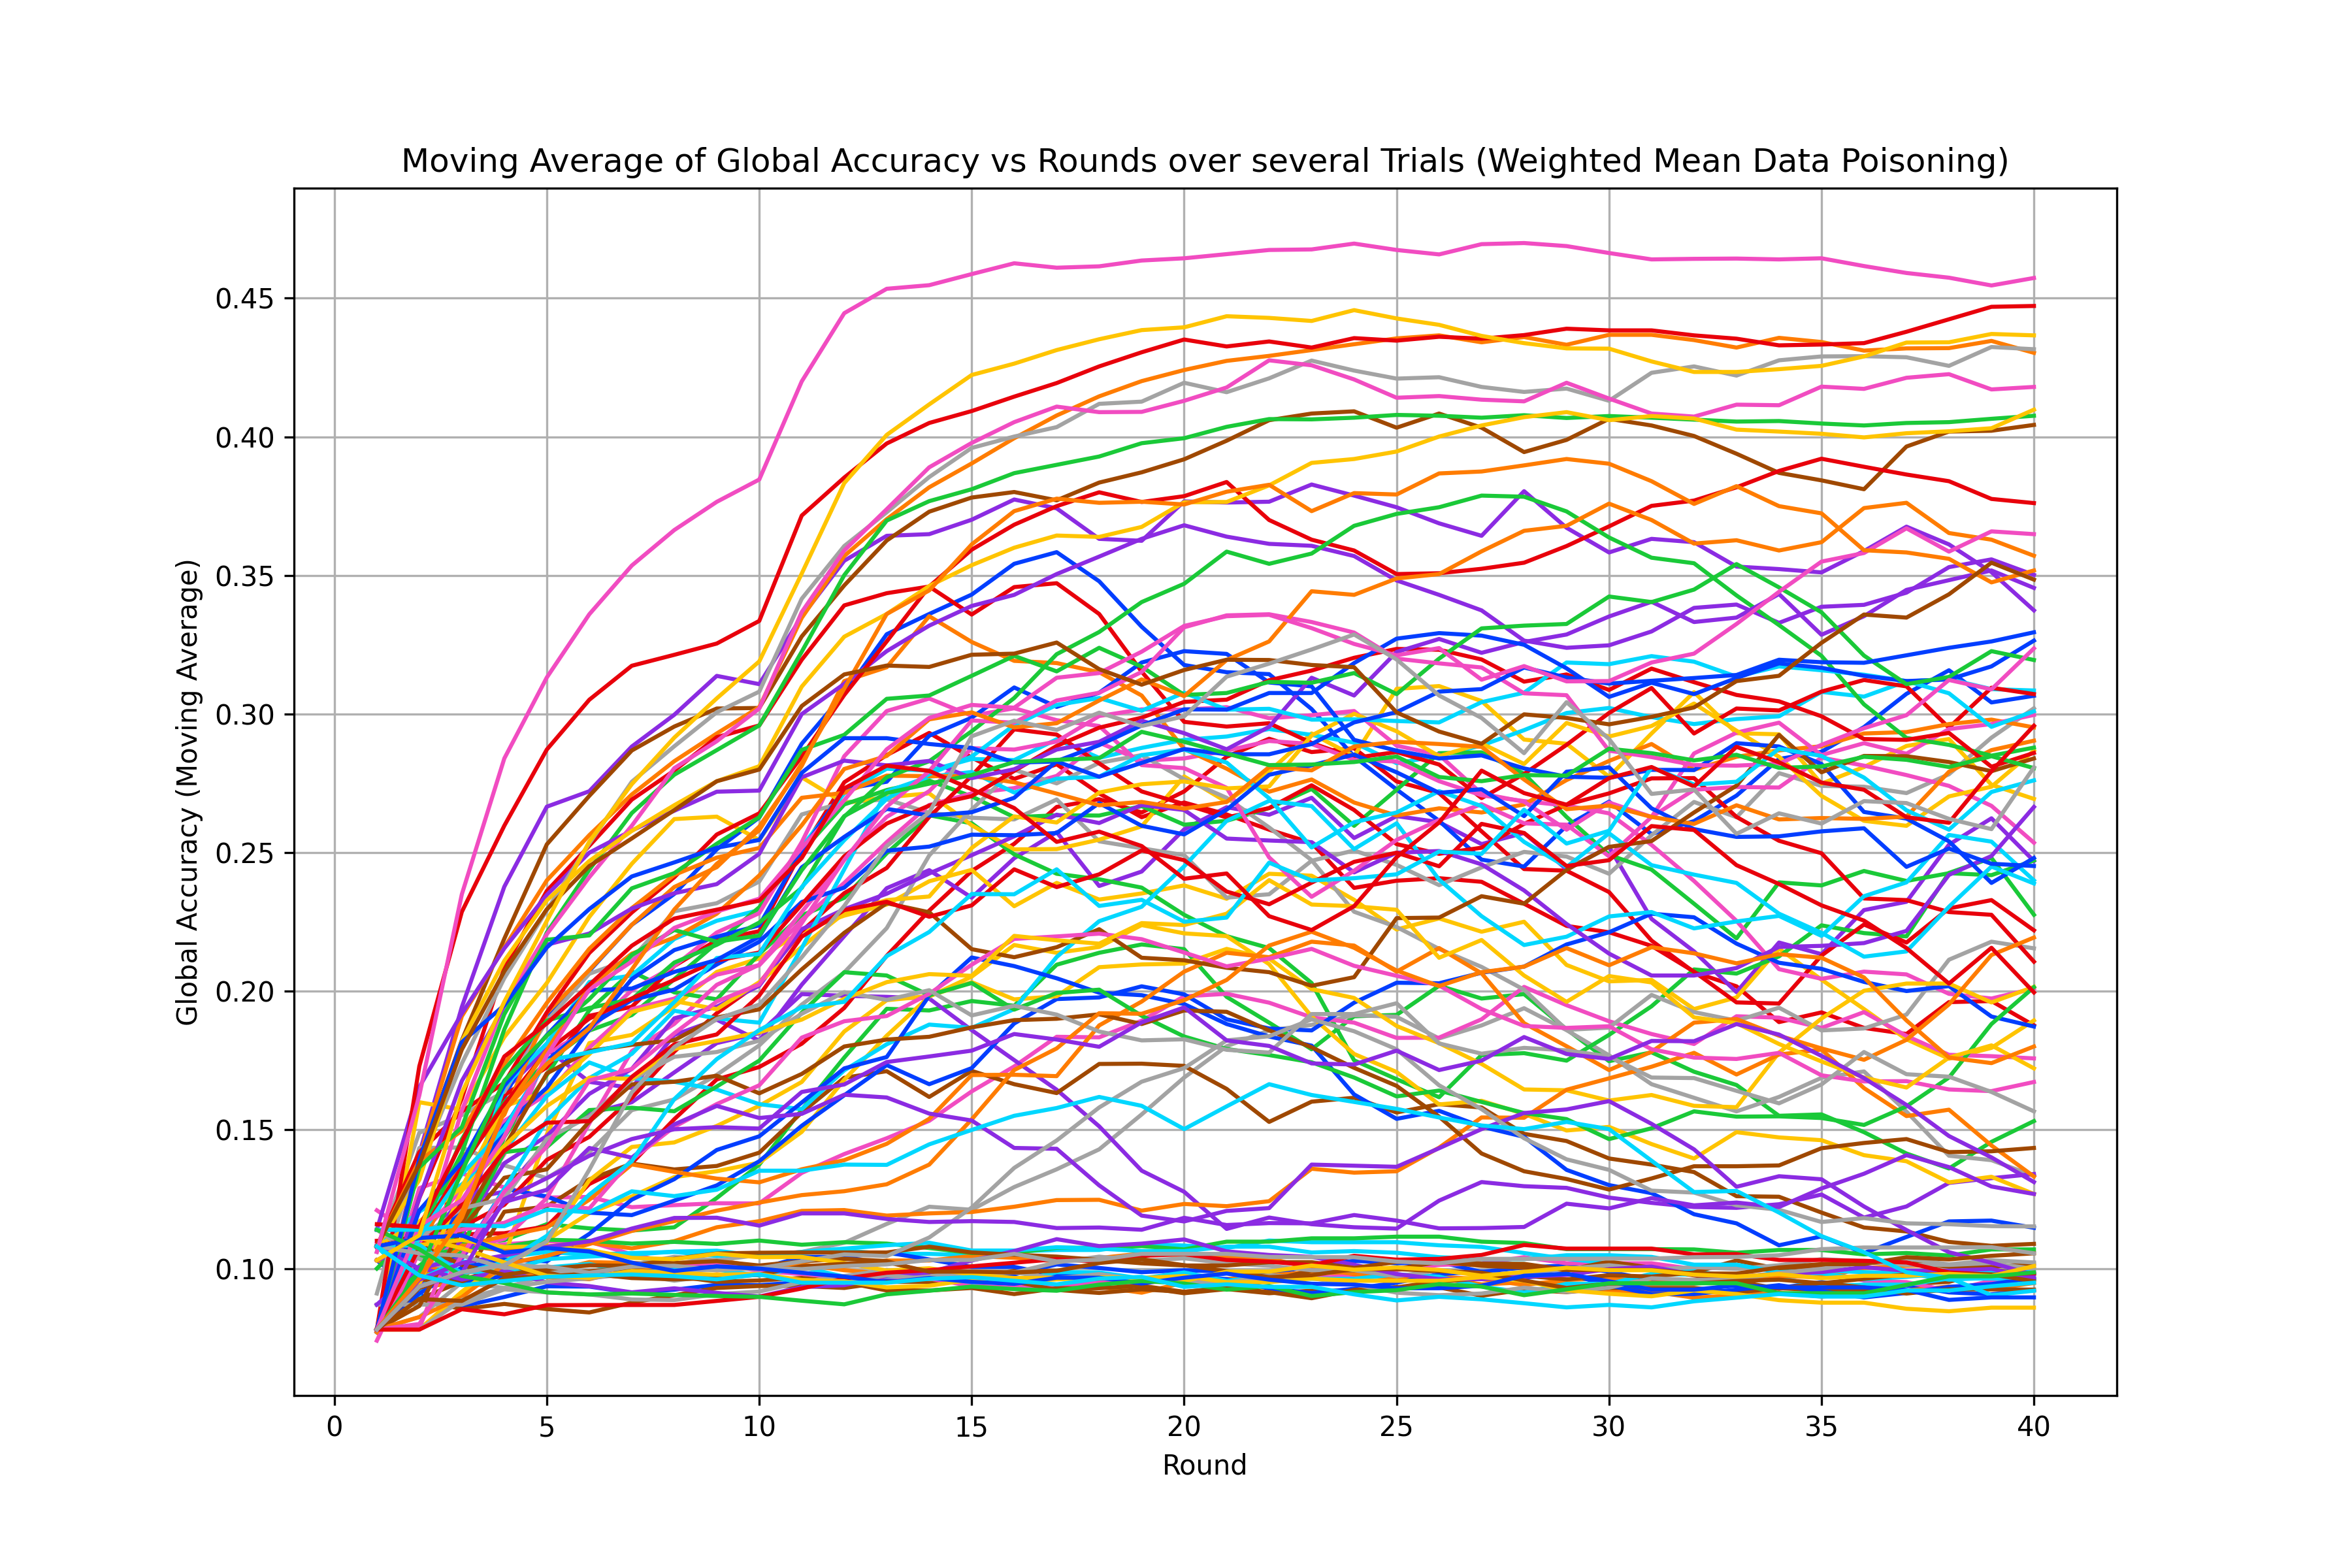 Moving Average of Global Accuracy vs Rounds over several Trials (Weighted Mean Data Poisoning)
0.45
0.40
0.35
0.30
0.25
0.20
0.15
0.10
Global Accuracy (Moving Average)
0 5 10 15 20 25 30 35 40
Round